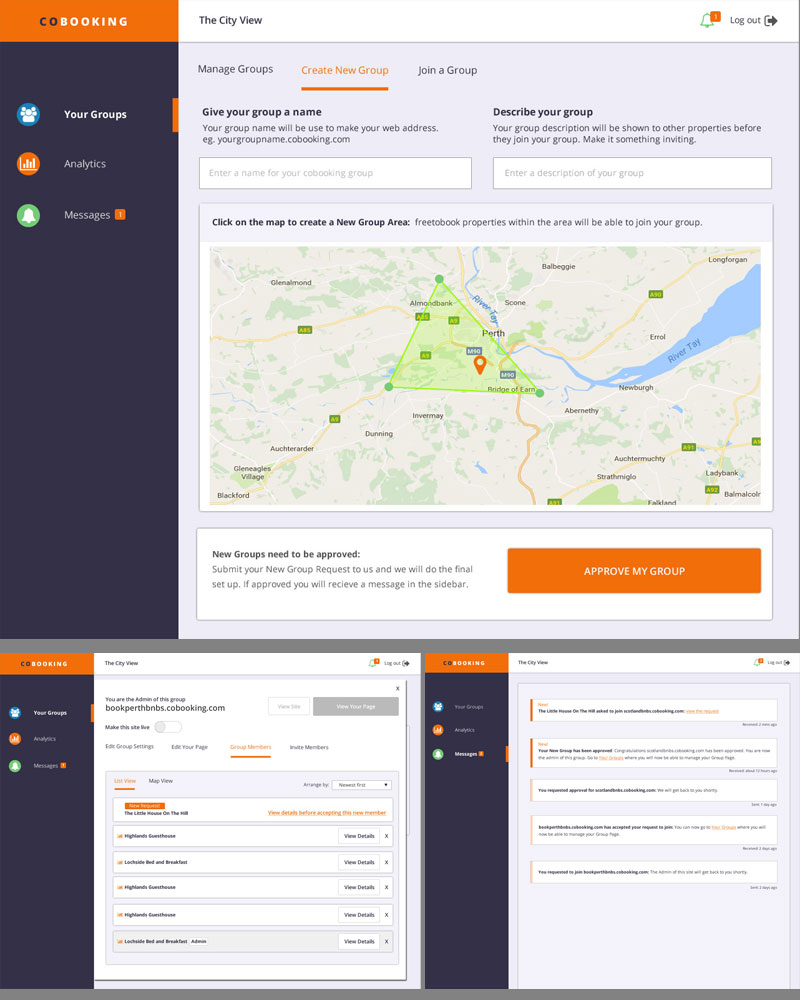 COBOOKING
The City View
1
Log out
Manage Groups
Create New Group
Join a Group
Your Groups
Analytics
Messages 1
Give your group a name
Your group name will be use to make your web address.
eg. yourgroupname.cobooking.com
Enter a name for your cobooking group
Describe your group
Your group description will be shown to other properties before
they join your group. Make it something inviting.
Enter a description of your group
Click on the map to create a New Group Area: freetobook properties within the area will be able to join your group.
Longforgan
Balbeggie
Glenalmond
A90
Almondbank
River Tay
Scone
A85
A9
A85
Perth
Errol
River Tay
M90
A9
M90
Bridge of Earn
Newburgh
Abernethy
Invermay
A9
Dunning
Auchterarder
A91
A9
Auchtermuchty
Gleneagles
Village
Strathmiglo
Ladybank
Blackford
A92
Balmalcolm
A91
Falkland
New Groups need to be approved:
Submit your New Group Request to us and we will do the final
set up. If approved you will recieve a message in the sidebar.
APPROVE MY GROUP
COBOOKING
The City View
Log out
Your Groups
Analytics
Messages
X
You are the Admin of this group
bookperthbnbs.cobooking.com
View Site
View Your Page
Make this site live
Edit Group Settings
Edit Your Page
Group Members
Invite Members
List View
Map View
Arrange by:
Newest first
New Request!
The Little House On The Hill
View details before accepting this new member
Highlands Guesthouse
View Details
X
Lochside Bed and Breakfast
View Details
X
Highlands Guesthouse
View Details
X
Highlands Guesthouse
View Details
X
Lochside Bed and Breakfast Admin
View Details
X
COBOOKING
The City View
Log out
Your Groups
Analytics
Messages
New!
The Little House On The Hill asked to join scotlandbnbs.cobooking.com: view this request
Received 2 mins ago
New!
Your New Group has been approved: Congratulations scotlandbnbs.cobooking.com has been approved. You are now
the admin of this group. Go to Your Groups where you will now be able to manage your Group Page.
Received about 12 hours ago
You requested approval for scotlandbnbs.cobooking.com: We will get back to you shortly.
Sent 1 day ago
bookperthbnbs.cobooking.com has accepted your request to join: You can now go to Your Groups where you will
now be able to manage your Group Page.
Received 2 days ago
You requested to join bookperthbnbs.cobooking.com: The Admin of this site will get back to you shortly.
Sent 2 days ago